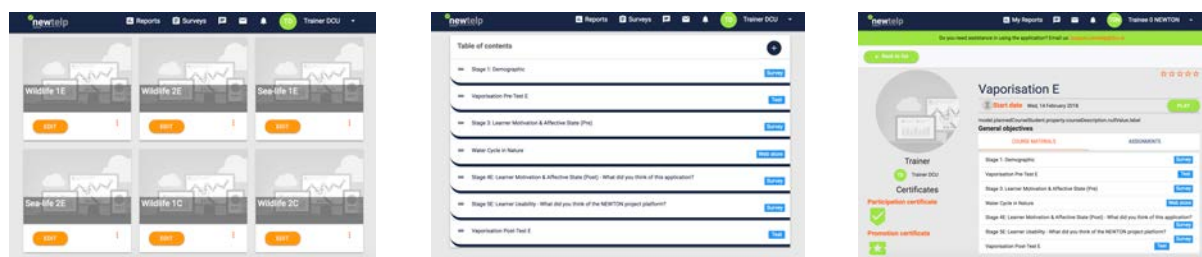 newtelp
Reports Surveys TD Trainer DCU
Wildlife 1E
Wildlife 2E
Sea-life 1E
EDIT
EDIT
EDIT
Sea-life 2E
Wildlife 1C
Wildlife 2C
EDIT
EDIT
EDIT
newtelp
Reports Surveys TD Trainer DCU
Table of contents
Stage 1: Demographic
Survey
Vaporisation Pre-Test E
Test
Stage 3: Learner Motivation & Affective State (Pre)
Survey
Water Cycle in Nature
Web store
Stage 4E: Learner Motivation & Affective State (Post) - What did you think of this application?
Survey
Stage 5E: Learner Usability - What did you think of the NEWTON project platform?
Survey
Vaporisation Post-Test E
Test
newtelp
My Reports Trainee 0 NEWTON
Do you need assistance in using the application? Email us:
Back to list
Vaporisation E
Start date Wed, 14 February 2018
PLAY
model.plannedCourseStudent.property.courseDescription.nullValue.label
General objectives
COURSE MATERIALS ASSIGNMENTS
Trainer
TD Trainer DCU
Certificates
Participation certificate
Promotion certificate
Stage 1: Demographic
Survey
Vaporisation Pre-Test E
Test
Stage 3: Learner Motivation & Affective State (Pre)
Survey
Water Cycle in Nature
Web store
Stage 4E: Learner Motivation & Affective State (Post) - What did you think of this application?
Survey
Stage 5E: Learner Usability - What did you think of the NEWTON project platform?
Survey
Vaporisation Post-Test E
Test